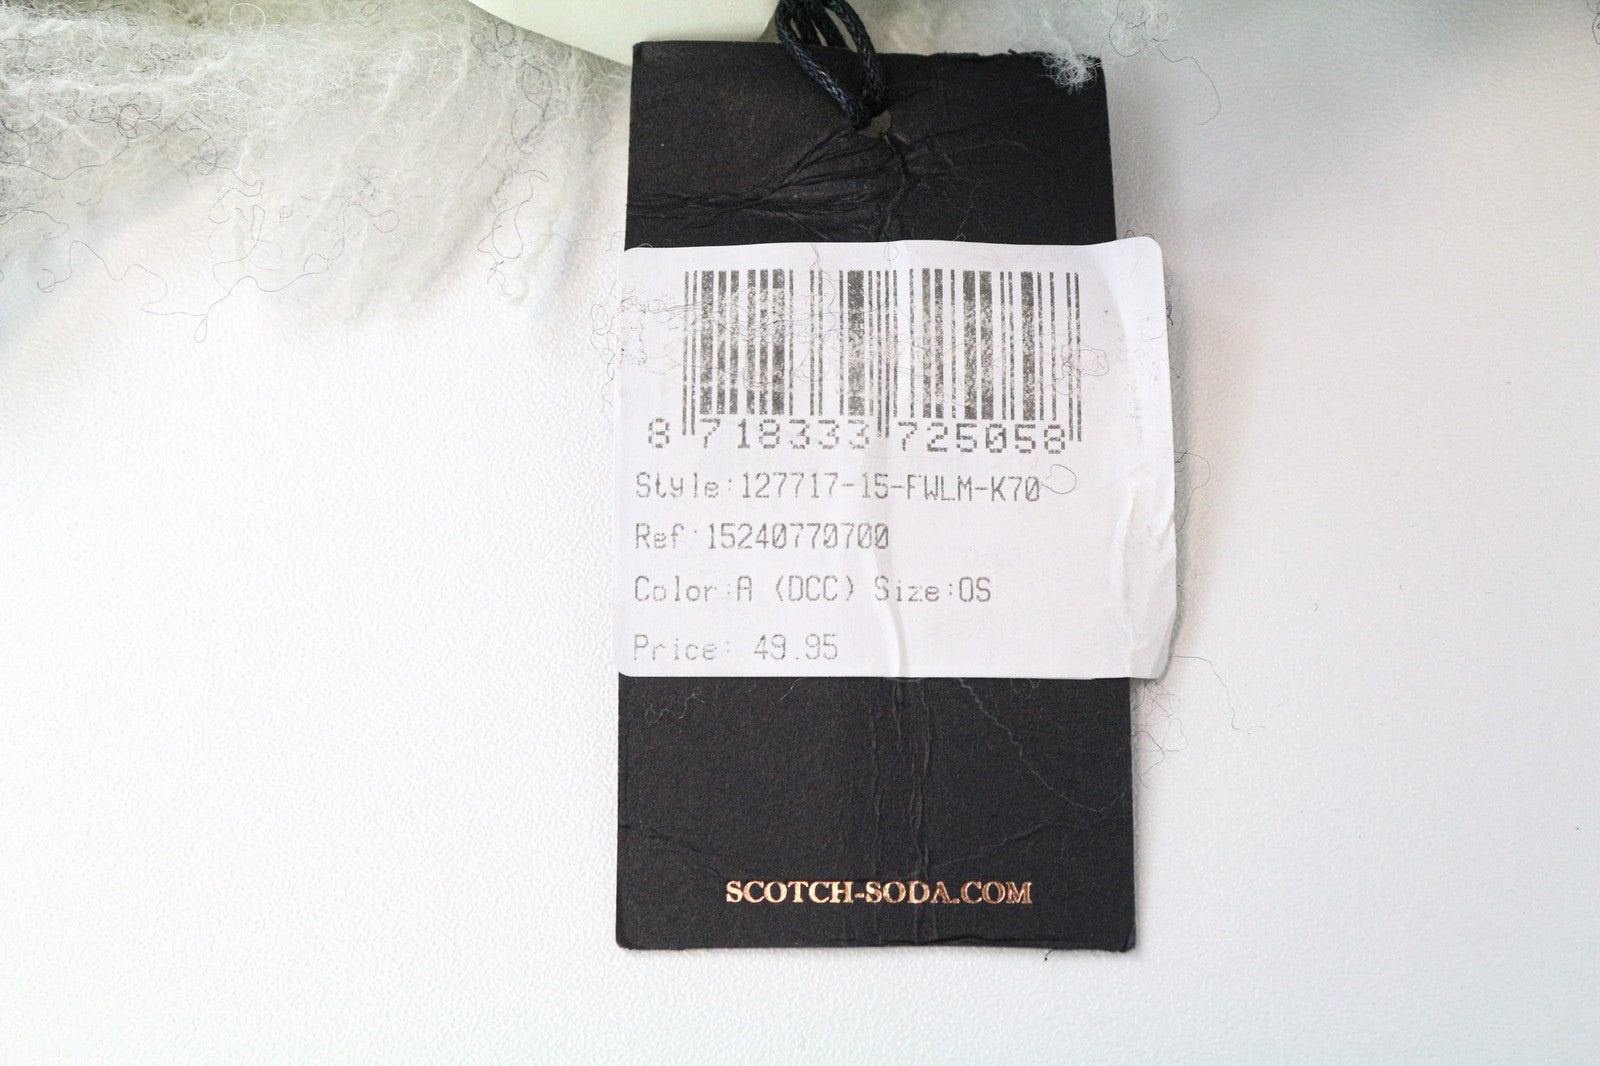 8 718333 725058
Style:127717-15-FWLM-K70
Ref:15240770700
Color:A (DCC) Size:OS
Price: 49.95
SCOTCH-SODA.COM